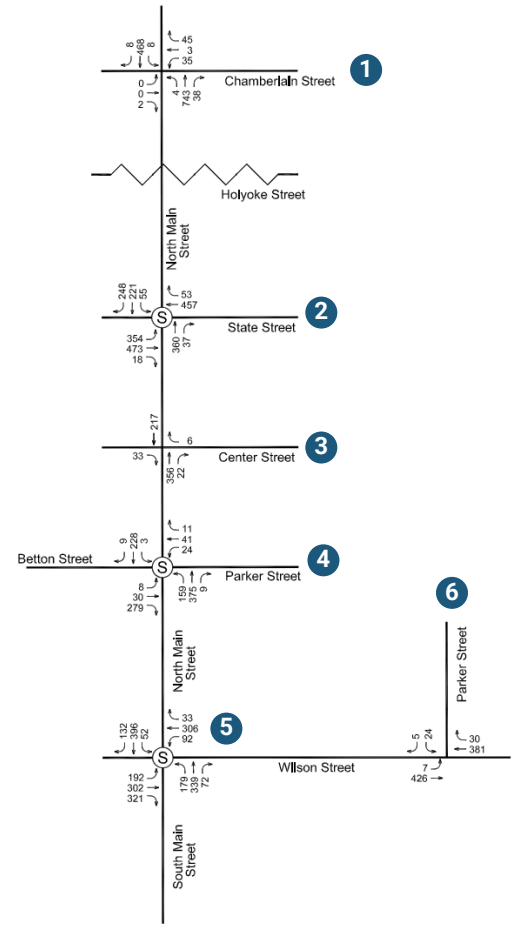 8 468 8
45
3
35
Chamberlain Street
1
0
0
2
4 743 38
Holyoke Street
North Main
Street
248 221 55
53
457
2
S
State Street
354
473
18
360 37
217
6
3
33
Center Street
356 22
9 228 3
11
41
24
Betton Street
S
Parker Street
4
8
30
279
159 375 9
6
North Main
Street
Parker Street
132 396 52
33
306
92
5
5 24
30
381
S
Wilson Street
192
302
321
179 339 72
7
426
South Main
Street